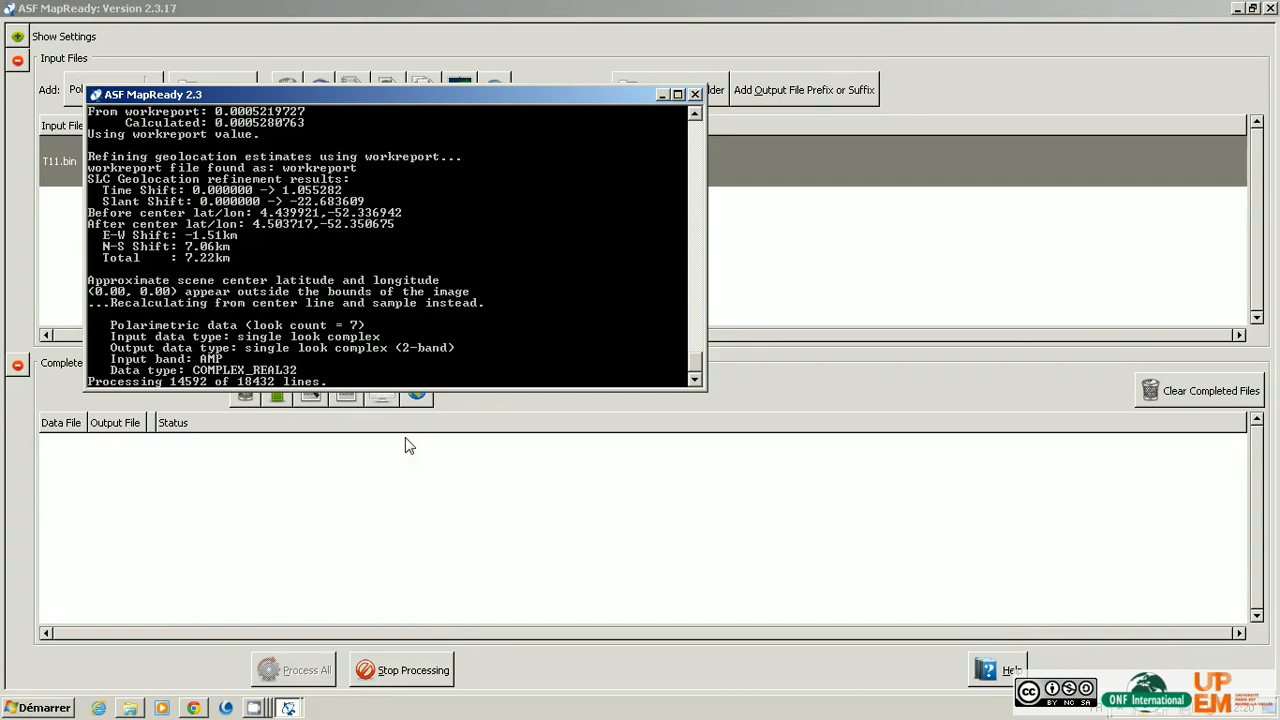 ASF MapReady: Version 2.3.17
Show Settings
Input Files
Add:
Add Output File Prefix or Suffix
Input File
T11.bin
ASF MapReady 2.3
From workreport: 0.0005219727
Calculated: 0.0005280763
Using workreport value.
Refining geolocation estimates using workreport...
workreport file found as: workreport
SLC Geolocation refinement results:
Time Shift: 0.000000 -> 1.055282
Slant Shift: 0.000000 -> -22.683609
Before center lat/lon: 4.439921,-52.336942
After center lat/lon: 4.503717,-52.350675
E-W Shift: -1.51km
N-S Shift: 7.06km
Total : 7.22km
Approximate scene center latitude and longitude
(0.00, 0.00) appear outside the bounds of the image
...Recalculating from center line and sample instead.
Polarimetric data (look count = 7)
Input data type: single look complex
Output data type: single look complex (2-band)
Input band: AMP
Data type: COMPLEX_REAL32
Processing 14592 of 18432 lines.
Clear Completed Files
Data File Output File Status
Process All
Stop Processing
Help
Démarrer
CC BY NC SA
ONF International
UPEM